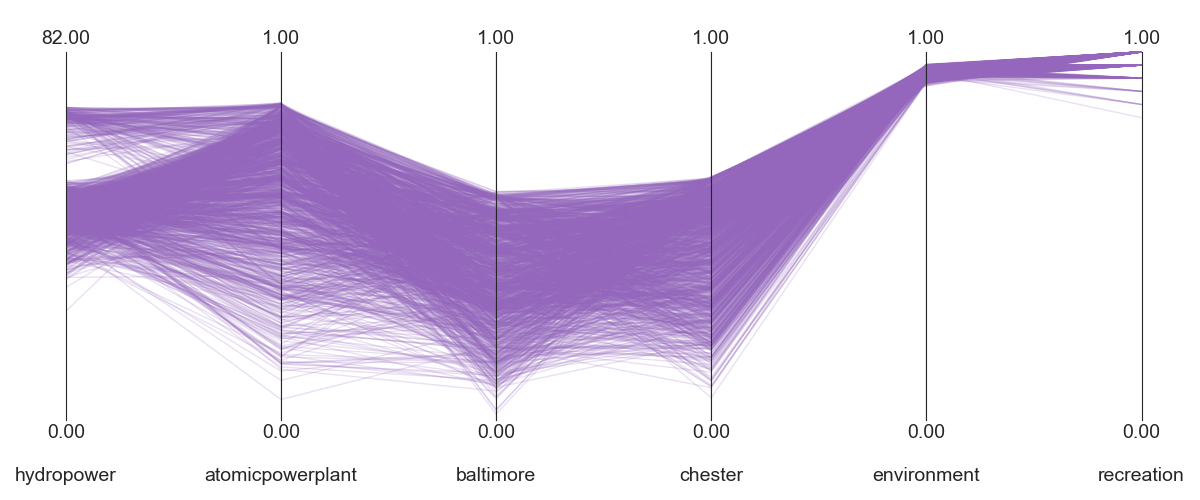 82.00 1.00 1.00 1.00 1.00 1.00
0.00 0.00 0.00 0.00 0.00 0.00
hydropower atomicpowerplant baltimore chester environment recreation